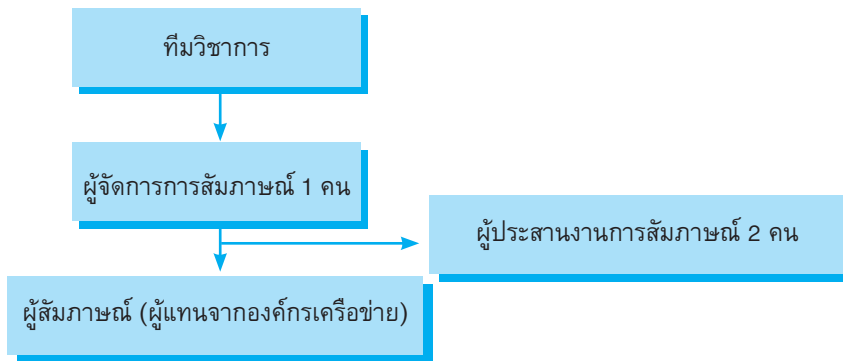 ทีมวิชาการ
ผู้จัดการการสัมภาษณ์ 1 คน
ผู้ประสานงานการสัมภาษณ์ 2 คน
ผู้สัมภาษณ์ (ผู้แทนจากองค์กรเครือข่าย)